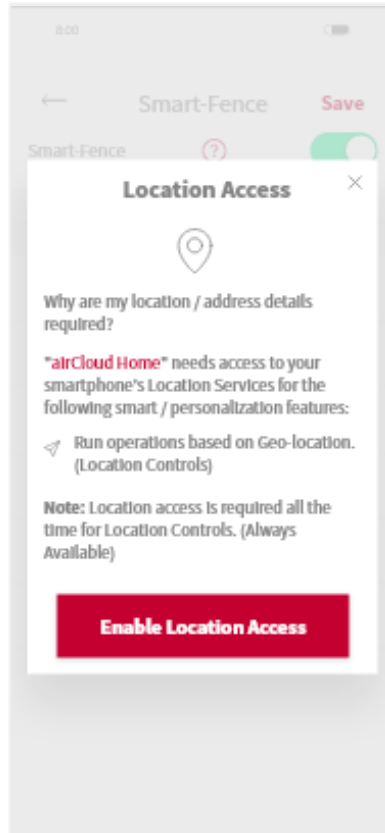 8:00
Smart-Fence
Save
Smart-Fence
?
Location Access
Why are my location / address details
required?
"airCloud Home" needs access to your
smartphone's Location Services for the
following smart / personalization features:
Run operations based on Geo-location.
(Location Controls)
Note: Location access is required all the
time for Location Controls. (Always
Available)
Enable Location Access